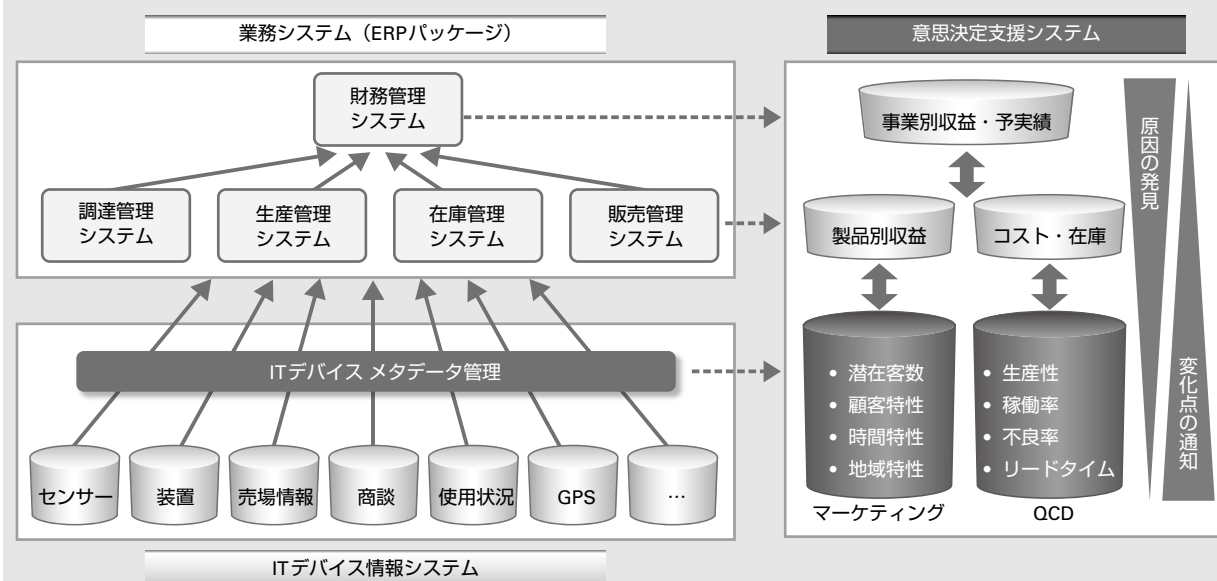 業務システム（ERPパッケージ）
意思決定支援システム
財務管理
システム
事業別収益・予実績
調達管理
システム
生産管理
システム
在庫管理
システム
販売管理
システム
製品別収益
コスト・在庫
原因の発見
変化点の通知
ITデバイス メタデータ管理
• 潜在客数
• 顧客特性
• 時間特性
• 地域特性
• 生産性
• 稼働率
• 不良率
• リードタイム
センサー
装置
売場情報
商談
使用状況
GPS
…
マーケティング
QCD
ITデバイス情報システム